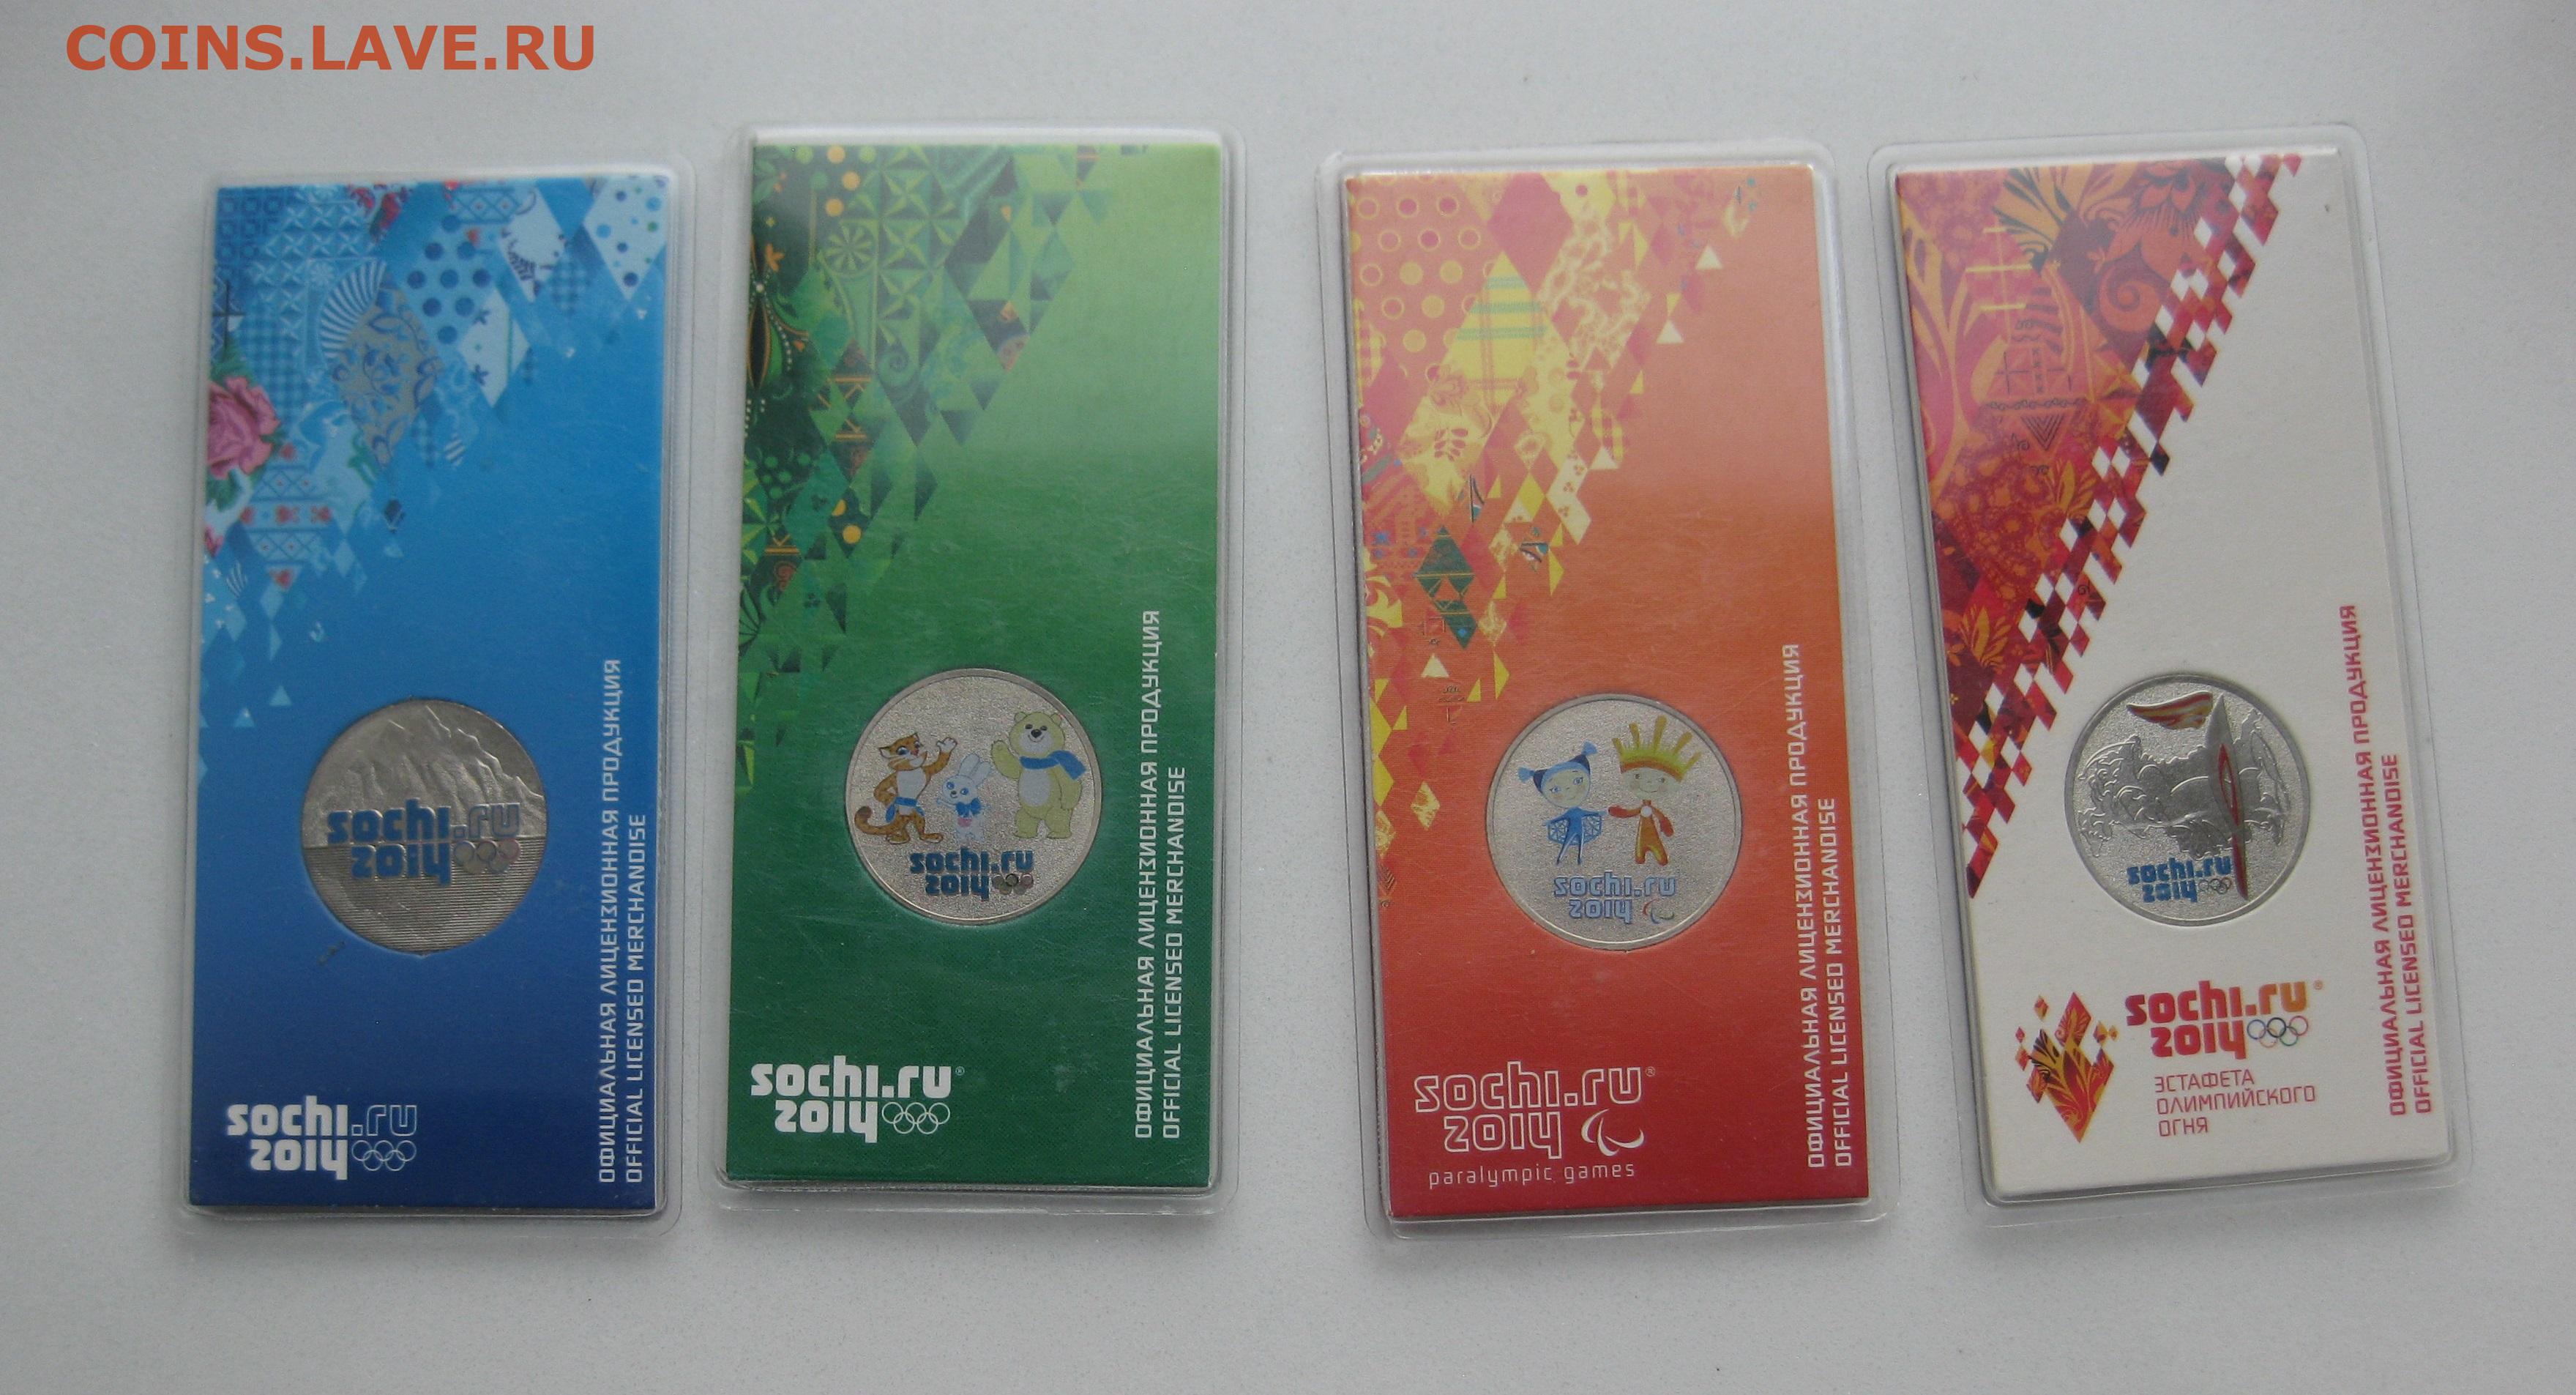 COINS.LAVE.RU
sochi.ru
2014
ОФИЦИАЛЬНАЯ ЛИЦЕНЗИОННАЯ ПРОДУКЦИЯ
OFFICIAL LICENSED MERCHANDISE
sochi.ru
2014
sochi.ru
2014
ОФИЦИАЛЬНАЯ ЛИЦЕНЗИОННАЯ ПРОДУКЦИЯ
OFFICIAL LICENSED MERCHANDISE
sochi.ru®
2014
sochi.ru
2014
ОФИЦИАЛЬНАЯ ЛИЦЕНЗИОННАЯ ПРОДУКЦИЯ
OFFICIAL LICENSED MERCHANDISE
sochi.ru®
2014
paralympic games
sochi.ru
2014
ОФИЦИАЛЬНАЯ ЛИЦЕНЗИОННАЯ ПРОДУКЦИЯ
OFFICIAL LICENSED MERCHANDISE
sochi.ru®
2014
ЭСТАФЕТА
ОЛИМПИЙСКОГО
ОГНЯ